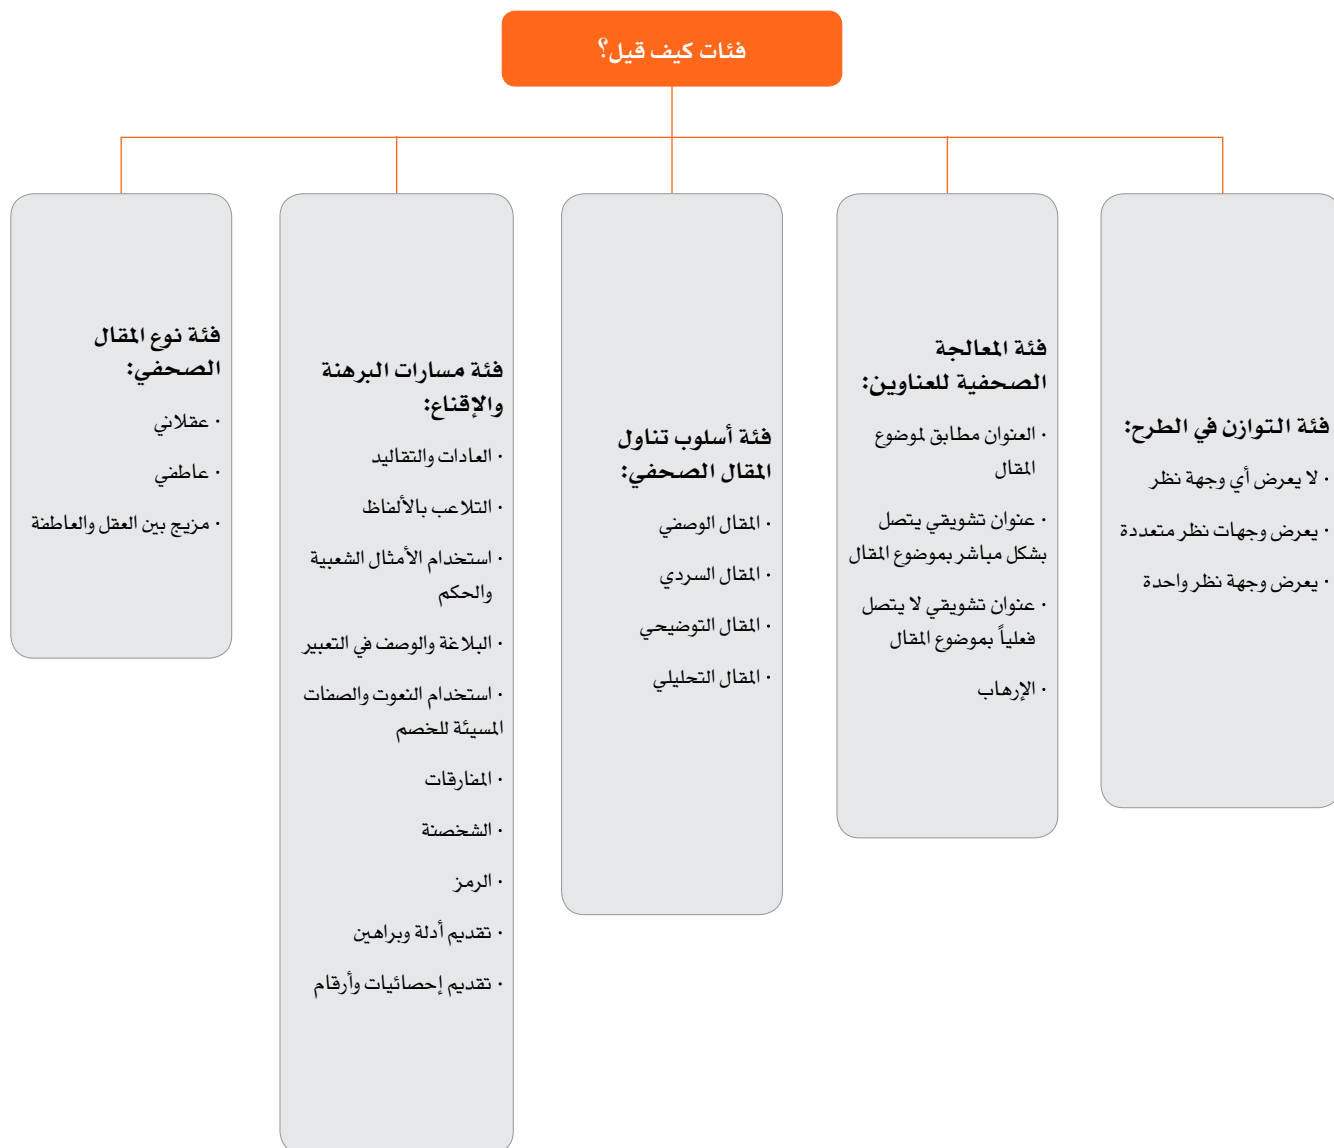 فئات كيف قيل؟
فئة التوازن في الطرح:
· لا يعرض أي وجهة نظر
· يعرض وجهات نظر متعددة
· يعرض وجهة نظر واحدة
فئة المعالجة
الصحفية للعناوين:
· العنوان مطابق لموضوع
المقال
· عنوان تشويقي يتصل
بشكل مباشر بموضوع المقال
· عنوان تشويقي لا يتصل
فعلياً بموضوع المقال
· الإرهاب
فئة أسلوب تناول
المقال الصحفي:
· المقال الوصفي
· المقال السردي
· المقال التوضيحي
· المقال التحليلي
فئة مسارات البرهنة
والإقناع:
· العادات والتقاليد
· التلاعب بالألفاظ
· استخدام الأمثال الشعبية
والحكم
· البلاغة والوصف في التعبير
· استخدام النعوت والصفات
المسيئة للخصم
· المفارقات
· الشخصنة
· الرمز
· تقديم أدلة وبراهين
· تقديم إحصائيات وأرقام
فئة نوع المقال
الصحفي:
· عقلاني
· عاطفي
· مزيج بين العقل والعاطفة